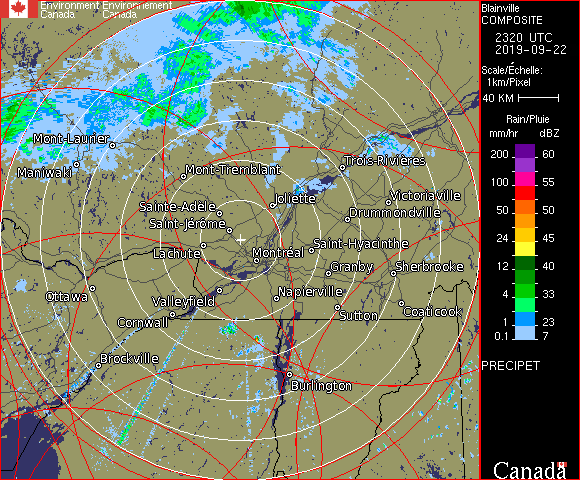 Environment Environnement
Canada Canada
Blainville
COMPOSITE
2320 UTC
2019-09-22
Scale/Échelle:
1km/Pixel
40 KM
Rain/Pluie
mm/hr dBZ
200 60
100 55
50 50
24 45
12 40
4 33
1 23
0.1 7
PRECIPET
Canada
Mont-Laurier
Maniwaki
Mont-Tremblant
Trois-Rivières
Joliette
Victoriaville
Sainte-Adèle
Drummondville
Saint-Jérôme
Lachute
Montréal
Saint-Hyacinthe
Granby
Sherbrooke
Ottawa
Valleyfield
Napierville
Cornwall
Sutton
Coaticook
Brockville
Burlington